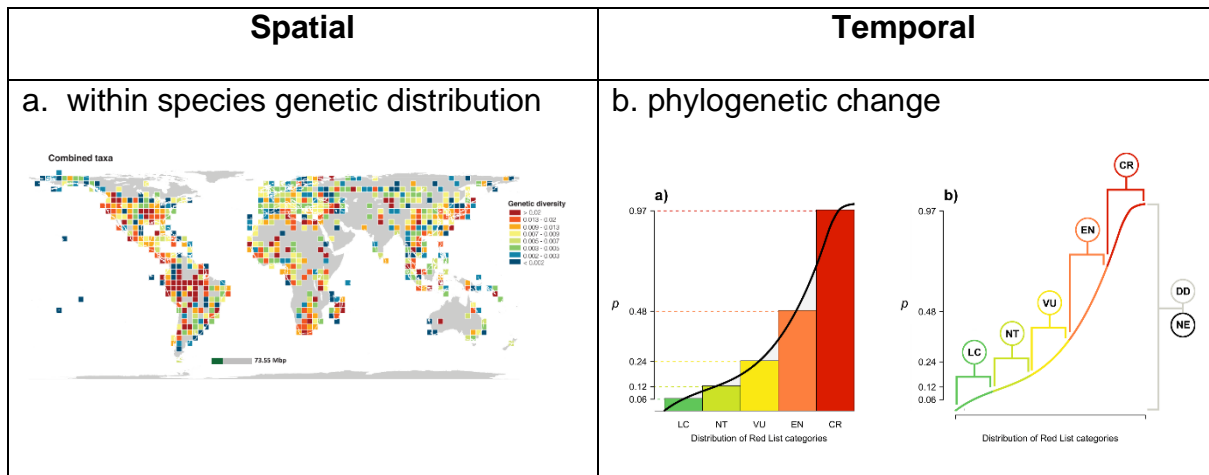 Spatial
Temporal
a. within species genetic distribution
Combined taxa
Genetic diversity
> 0.02
0.013 - 0.02
0.009 - 0.013
0.007 - 0.009
0.005 - 0.007
0.003 - 0.005
0.002 - 0.003
< 0.002
73.55 Mbp
b. phylogenetic change
a)
0.97
0.48
0.24
0.12
0.06
p
LC NT VU EN CR
Distribution of Red List categories
b)
0.97
0.48
0.24
0.12
0.06
p
CR
EN
VU
NT
LC
DD
NE
Distribution of Red List categories